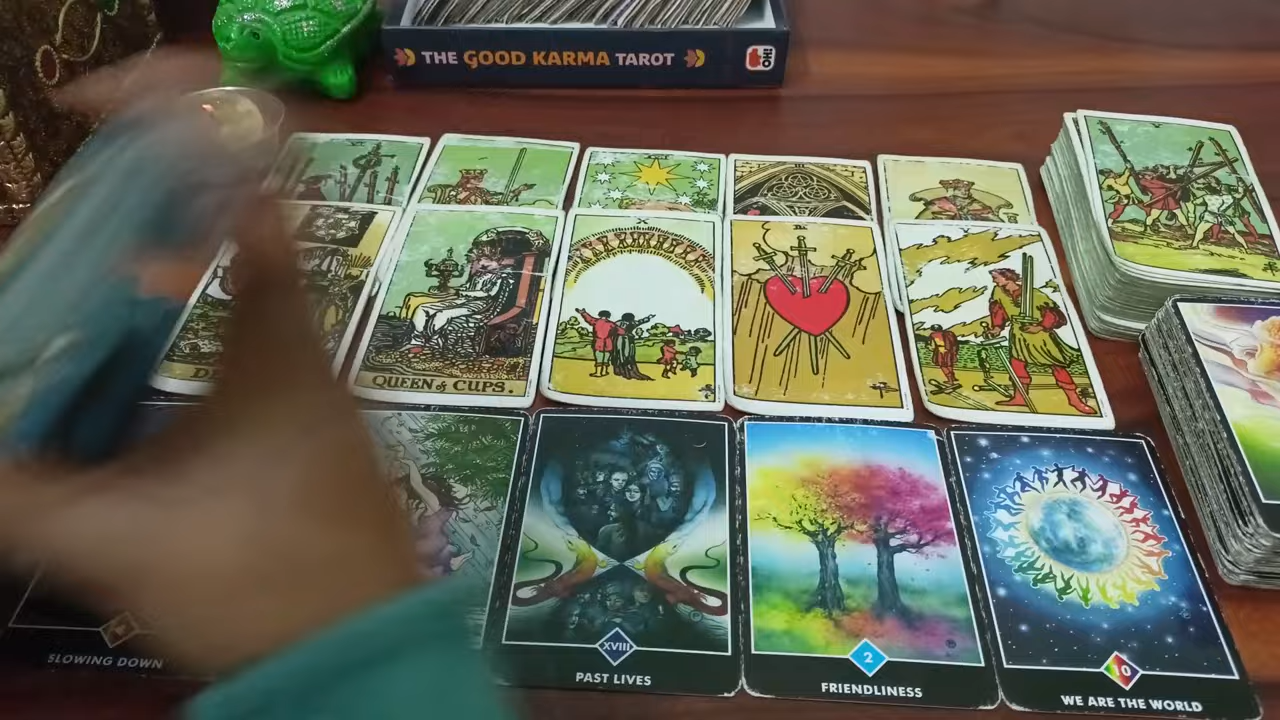 THE GOOD KARMA TAROT
OH!
X
III
QUEEN of CUPS.
SLOWING DOWN
XVIII
PAST LIVES
2
FRIENDLINESS
10
WE ARE THE WORLD